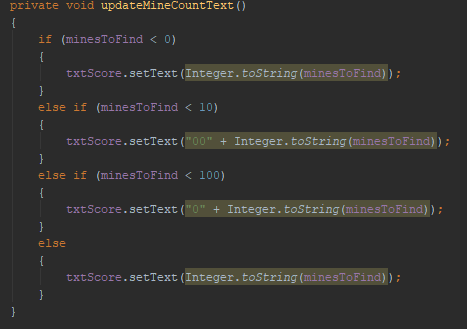 private void updateMineCountText()
{
    if (minesToFind < 0)
    {
        txtScore.setText(Integer.toString(minesToFind));
    }
    else if (minesToFind < 10)
    {
        txtScore.setText("00" + Integer.toString(minesToFind));
    }
    else if (minesToFind < 100)
    {
        txtScore.setText("0" + Integer.toString(minesToFind));
    }
    else
    {
        txtScore.setText(Integer.toString(minesToFind));
    }
}